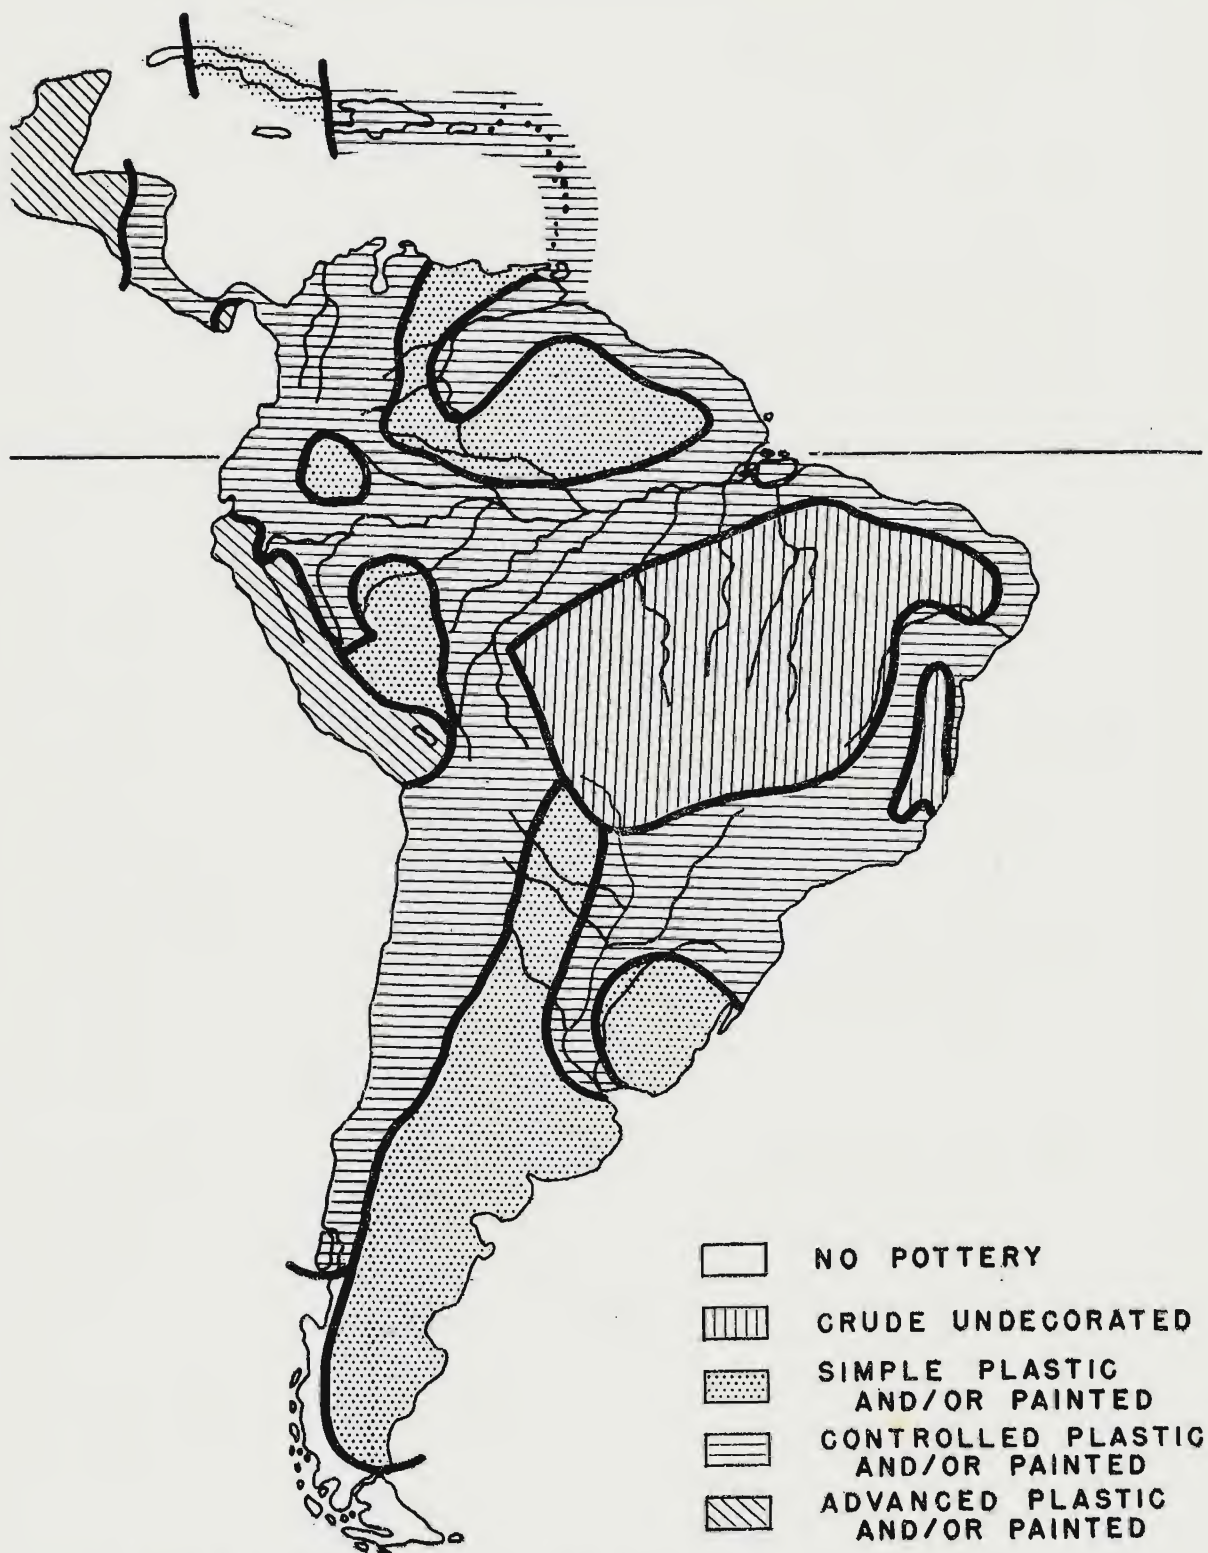 NO POTTERY
CRUDE UNDECORATED
SIMPLE PLASTIC
AND/OR PAINTED
CONTROLLED PLASTIC
AND/OR PAINTED
ADVANCED PLASTIC
AND/OR PAINTED